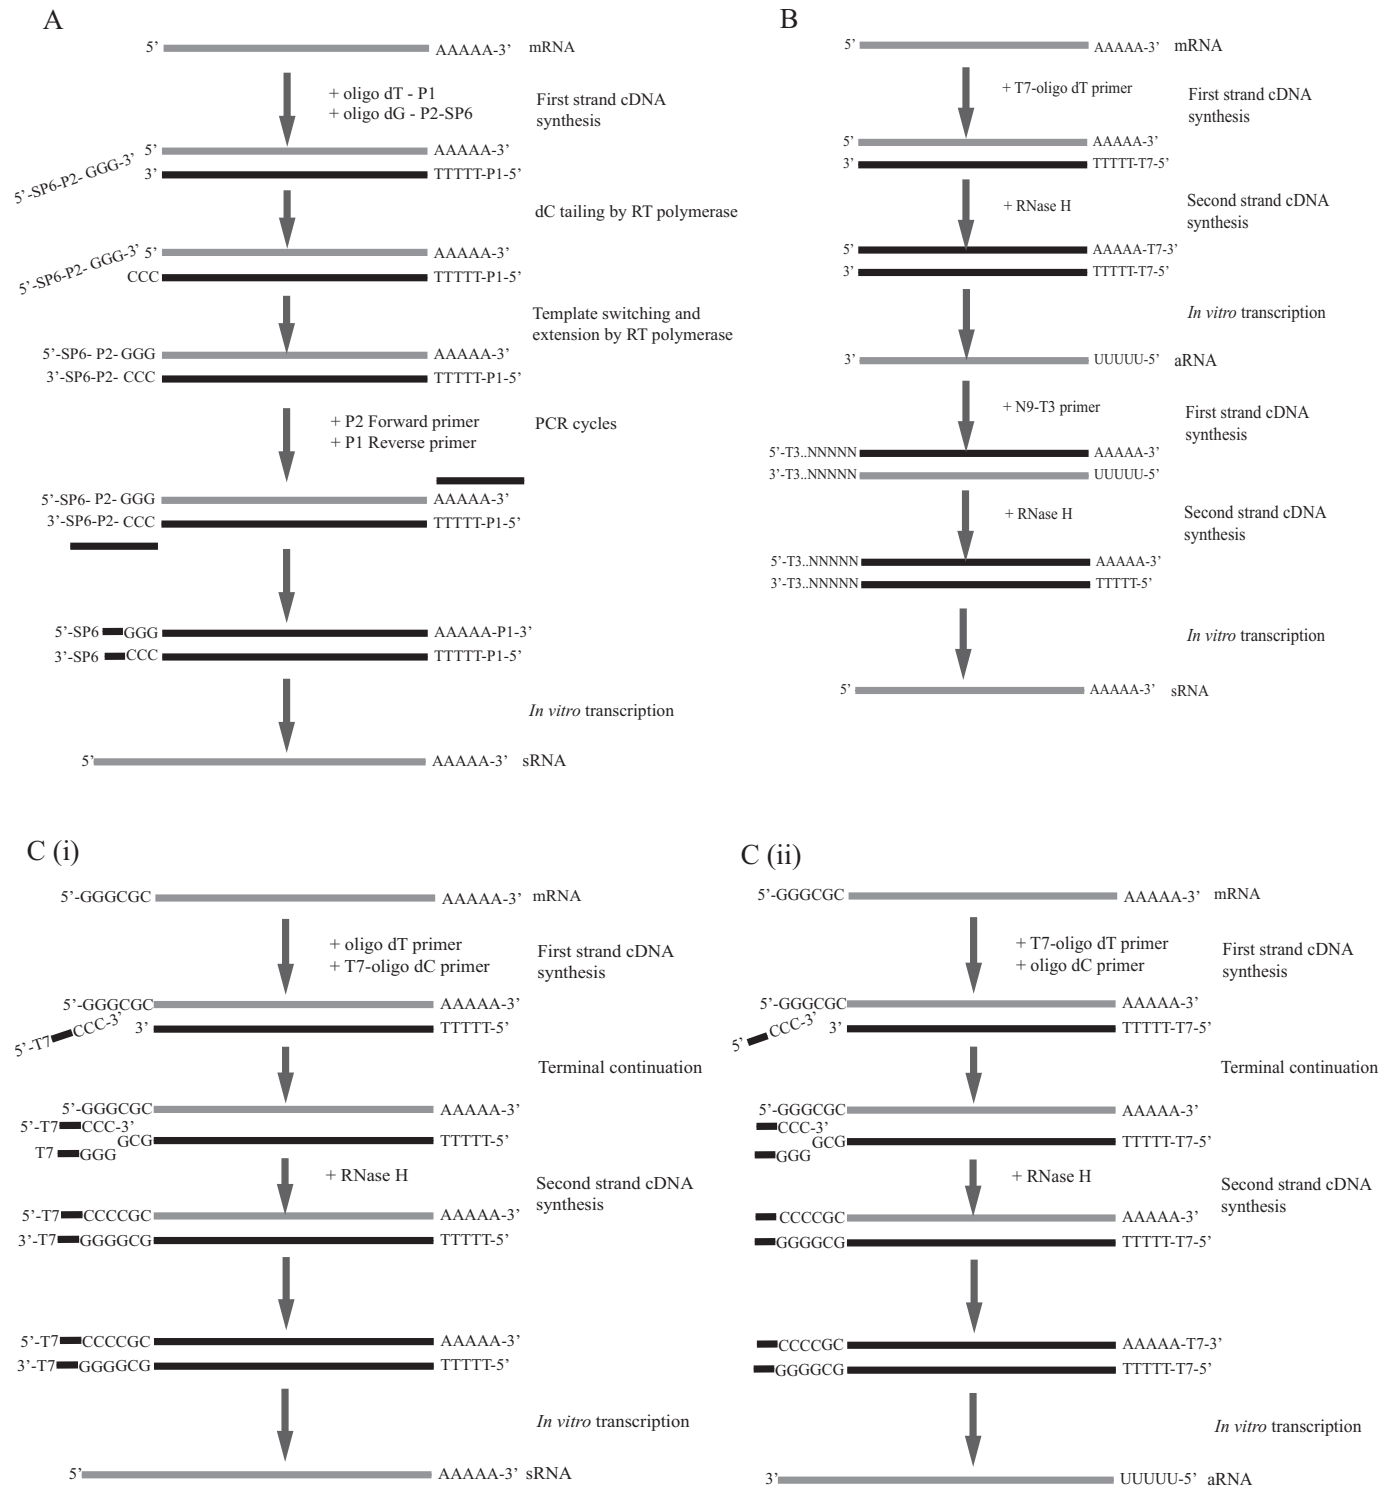 A
5’ AAAAA-3’ mRNA
+ oligo dT - P1
+ oligo dG - P2-SP6
First strand cDNA
synthesis
5’-SP6-P2- GGG-3’
5’ AAAAA-3’
3’ TTTTT-P1-5’
dC tailing by RT polymerase
5’-SP6-P2- GGG-3’
5’ AAAAA-3’
CCC TTTTT-P1-5’
Template switching and
extension by RT polymerase
5’-SP6- P2- GGG AAAAA-3’
3’-SP6-P2- CCC TTTTT-P1-5’
+ P2 Forward primer
+ P1 Reverse primer
PCR cycles
5’-SP6- P2- GGG AAAAA-3’
3’-SP6-P2- CCC TTTTT-P1-5’
5’-SP6 GGG AAAAA-P1-3’
3’-SP6 CCC TTTTT-P1-5’
In vitro transcription
5’ AAAAA-3’ sRNA
B
5’ AAAAA-3’ mRNA
+ T7-oligo dT primer
First strand cDNA
synthesis
5’ AAAAA-3’
3’ TTTTT-T7-5’
+ RNase H
Second strand cDNA
synthesis
5’ AAAAA-T7-3’
3’ TTTTT-T7-5’
In vitro transcription
3’ UUUUU-5’ aRNA
+ N9-T3 primer
First strand cDNA
synthesis
5’-T3..NNNNN AAAAA-3’
3’-T3..NNNNN UUUUU-5’
+ RNase H
Second strand cDNA
synthesis
5’-T3..NNNNN AAAAA-3’
3’-T3..NNNNN TTTTT-5’
In vitro transcription
5’ AAAAA-3’ sRNA
C (i)
5’-GGGCGC AAAAA-3’ mRNA
+ oligo dT primer
+ T7-oligo dC primer
First strand cDNA
synthesis
5’-GGGCGC AAAAA-3’
5’-T7 CCC-3’ 3’ TTTTT-5’
Terminal continuation
5’-GGGCGC AAAAA-3’
5’-T7 CCC-3’
GCG TTTTT-5’
T7 GGG
+ RNase H
Second strand cDNA
synthesis
5’-T7 CCCCGC AAAAA-3’
3’-T7 GGGGCG TTTTT-5’
5’-T7 CCCCGC AAAAA-3’
3’-T7 GGGGCG TTTTT-5’
In vitro transcription
5’ AAAAA-3’ sRNA
C (ii)
5’-GGGCGC AAAAA-3’ mRNA
+ T7-oligo dT primer
+ oligo dC primer
First strand cDNA
synthesis
5’-GGGCGC AAAAA-3’
5’ CCC-3’ 3’ TTTTT-T7-5’
Terminal continuation
5’-GGGCGC AAAAA-3’
CCC-3’
GCG TTTTT-T7-5’
GGG
+ RNase H
Second strand cDNA
synthesis
CCCCGC AAAAA-3’
GGGGCG TTTTT-T7-5’
CCCCGC AAAAA-T7-3’
GGGGCG TTTTT-T7-5’
In vitro transcription
3’ UUUUU-5’ aRNA